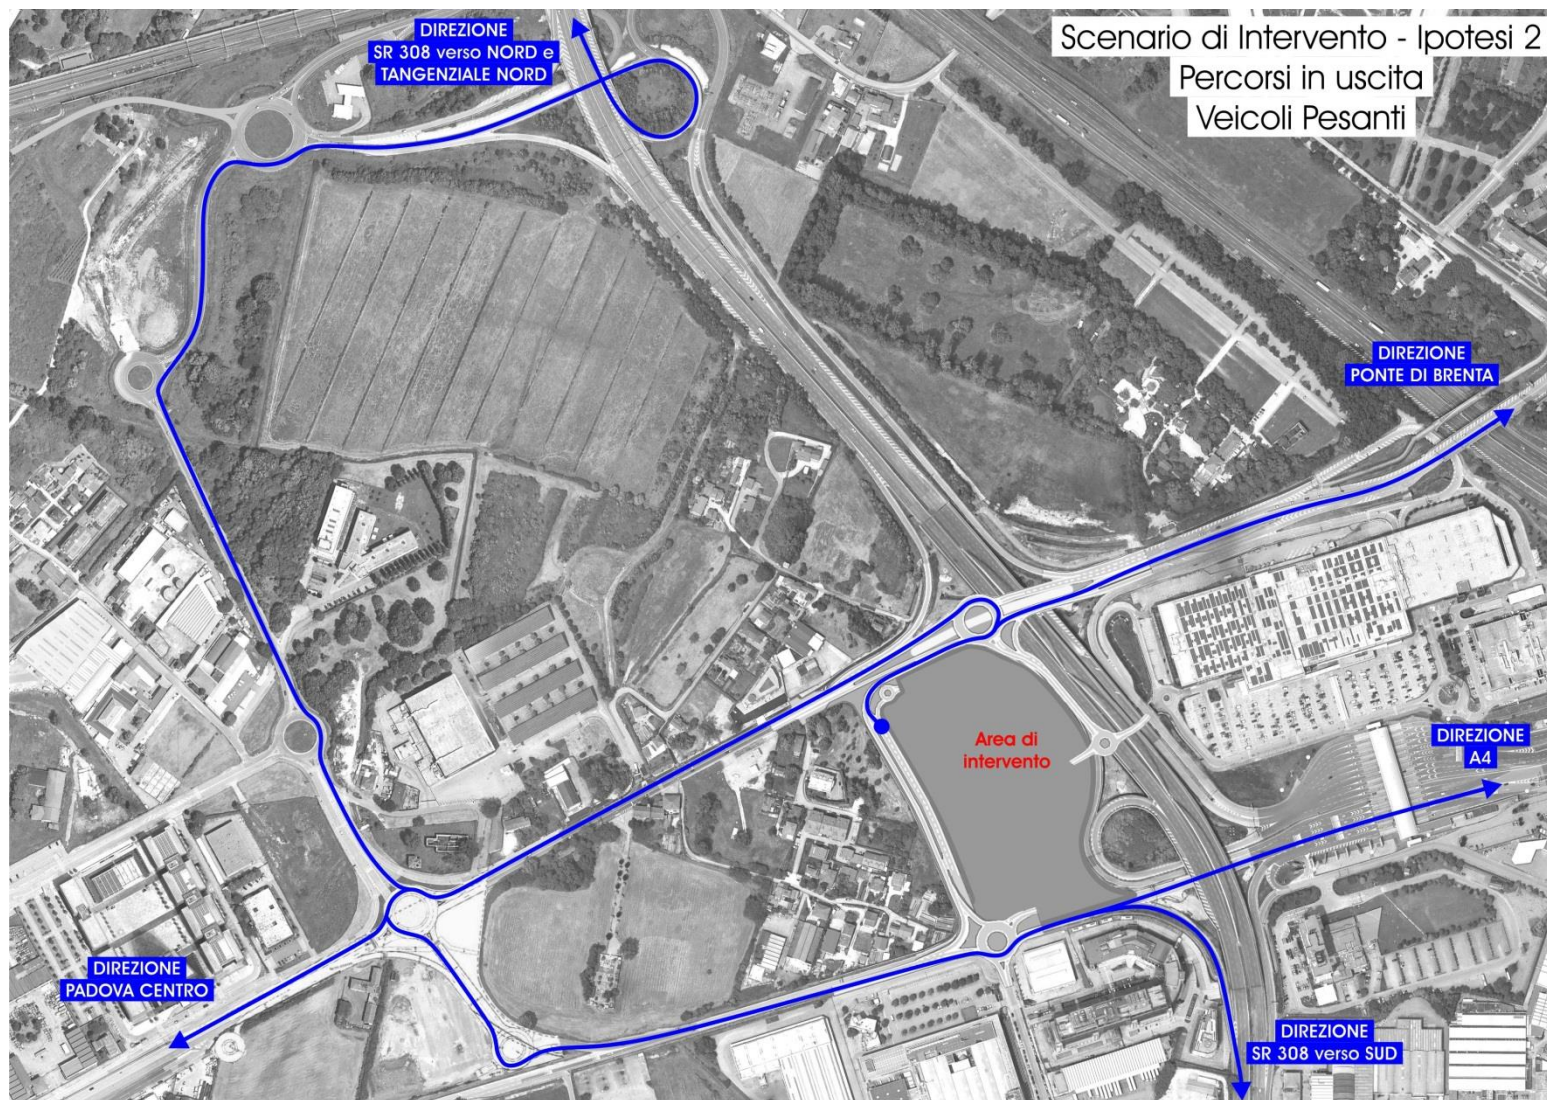 DIREZIONE
SR 308 verso NORD e
TANGENZIALE NORD
Scenario di Intervento - Ipotesi 2
Percorsi in uscita
Veicoli Pesanti
DIREZIONE
PONTE DI BRENTA
Area di
intervento
DIREZIONE
A4
DIREZIONE
PADOVA CENTRO
DIREZIONE
SR 308 verso SUD